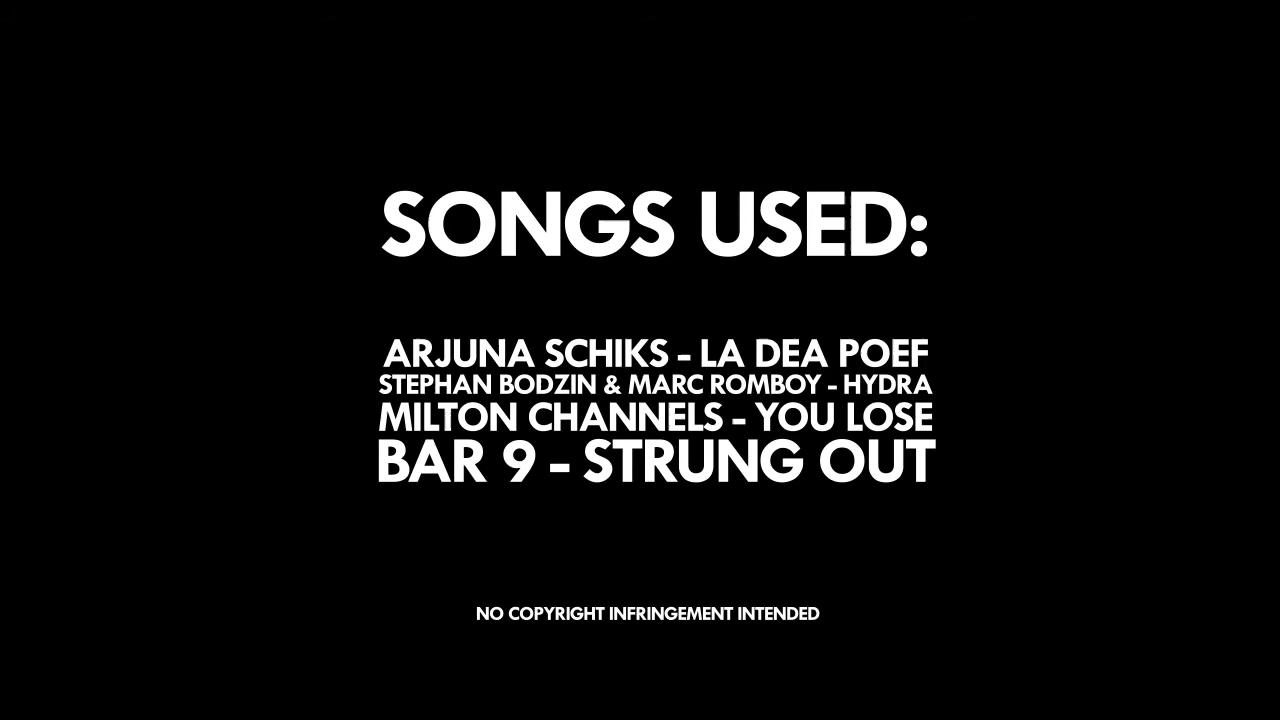 SONGS USED:
ARJUNA SCHIKS - LA DEA POEF
STEPHAN BODZIN & MARC ROMBOY - HYDRA
MILTON CHANNELS - YOU LOSE
BAR 9 - STRUNG OUT
NO COPYRIGHT INFRINGEMENT INTENDED